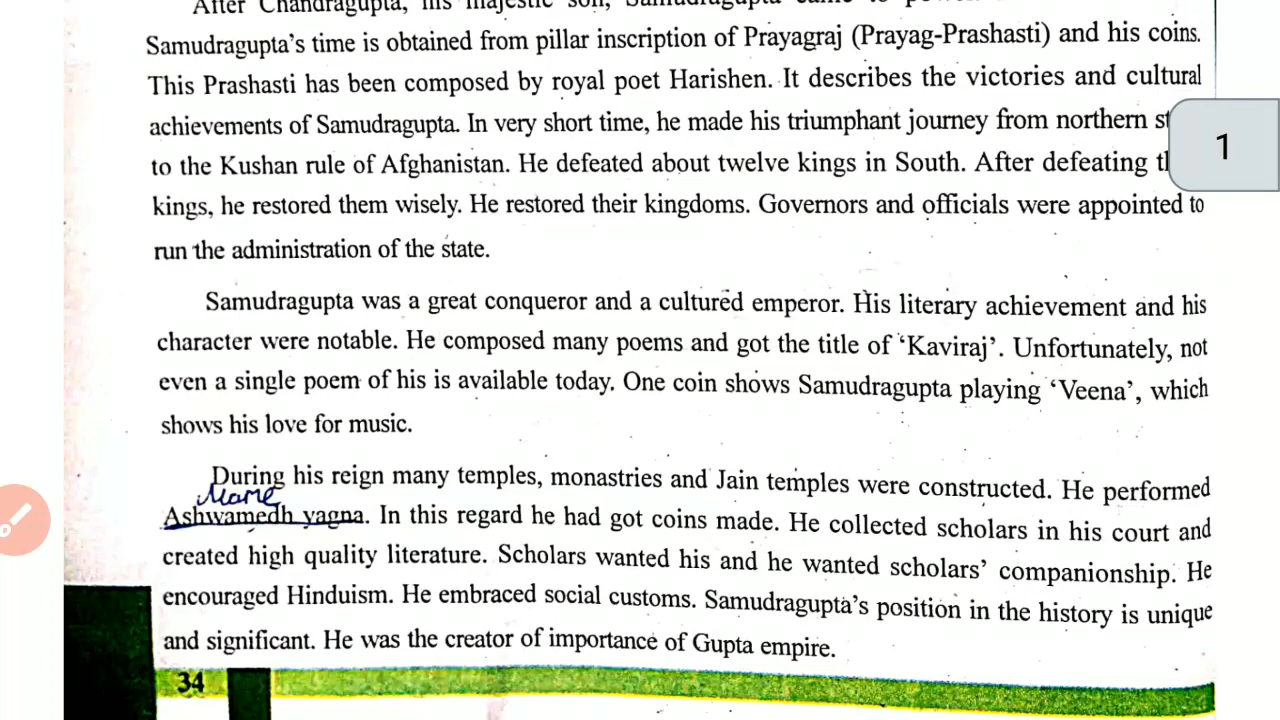 After Chandragupta, his majestic son, Samudragupta came to power.
Samudragupta's time is obtained from pillar inscription of Prayagraj (Prayag-Prashasti) and his coins.
This Prashasti has been composed by royal poet Harishen. It describes the victories and cultural
achievements of Samudragupta. In very short time, he made his triumphant journey from northern
1
to the Kushan rule of Afghanistan. He defeated about twelve kings in South. After defeating
kings, he restored them wisely. He restored their kingdoms. Governors and officials were appointed to
run the administration of the state.
Samudragupta was a great conqueror and a cultured emperor. His literary achievement and his
character were notable. He composed many poems and got the title of 'Kaviraj'. Unfortunately, not
even a single poem of his is available today. One coin shows Samudragupta playing 'Veena', which
shows his love for music.
During his reign many temples, monastries and Jain temples were constructed. He performed
Mame
Ashwamedh yagna. In this regard he had got coins made. He collected scholars in his court and
created high quality literature. Scholars wanted his and he wanted scholars' companionship. He
encouraged Hinduism. He embraced social customs. Samudragupta's position in the history is unique
and significant. He was the creator of importance of Gupta empire.
34